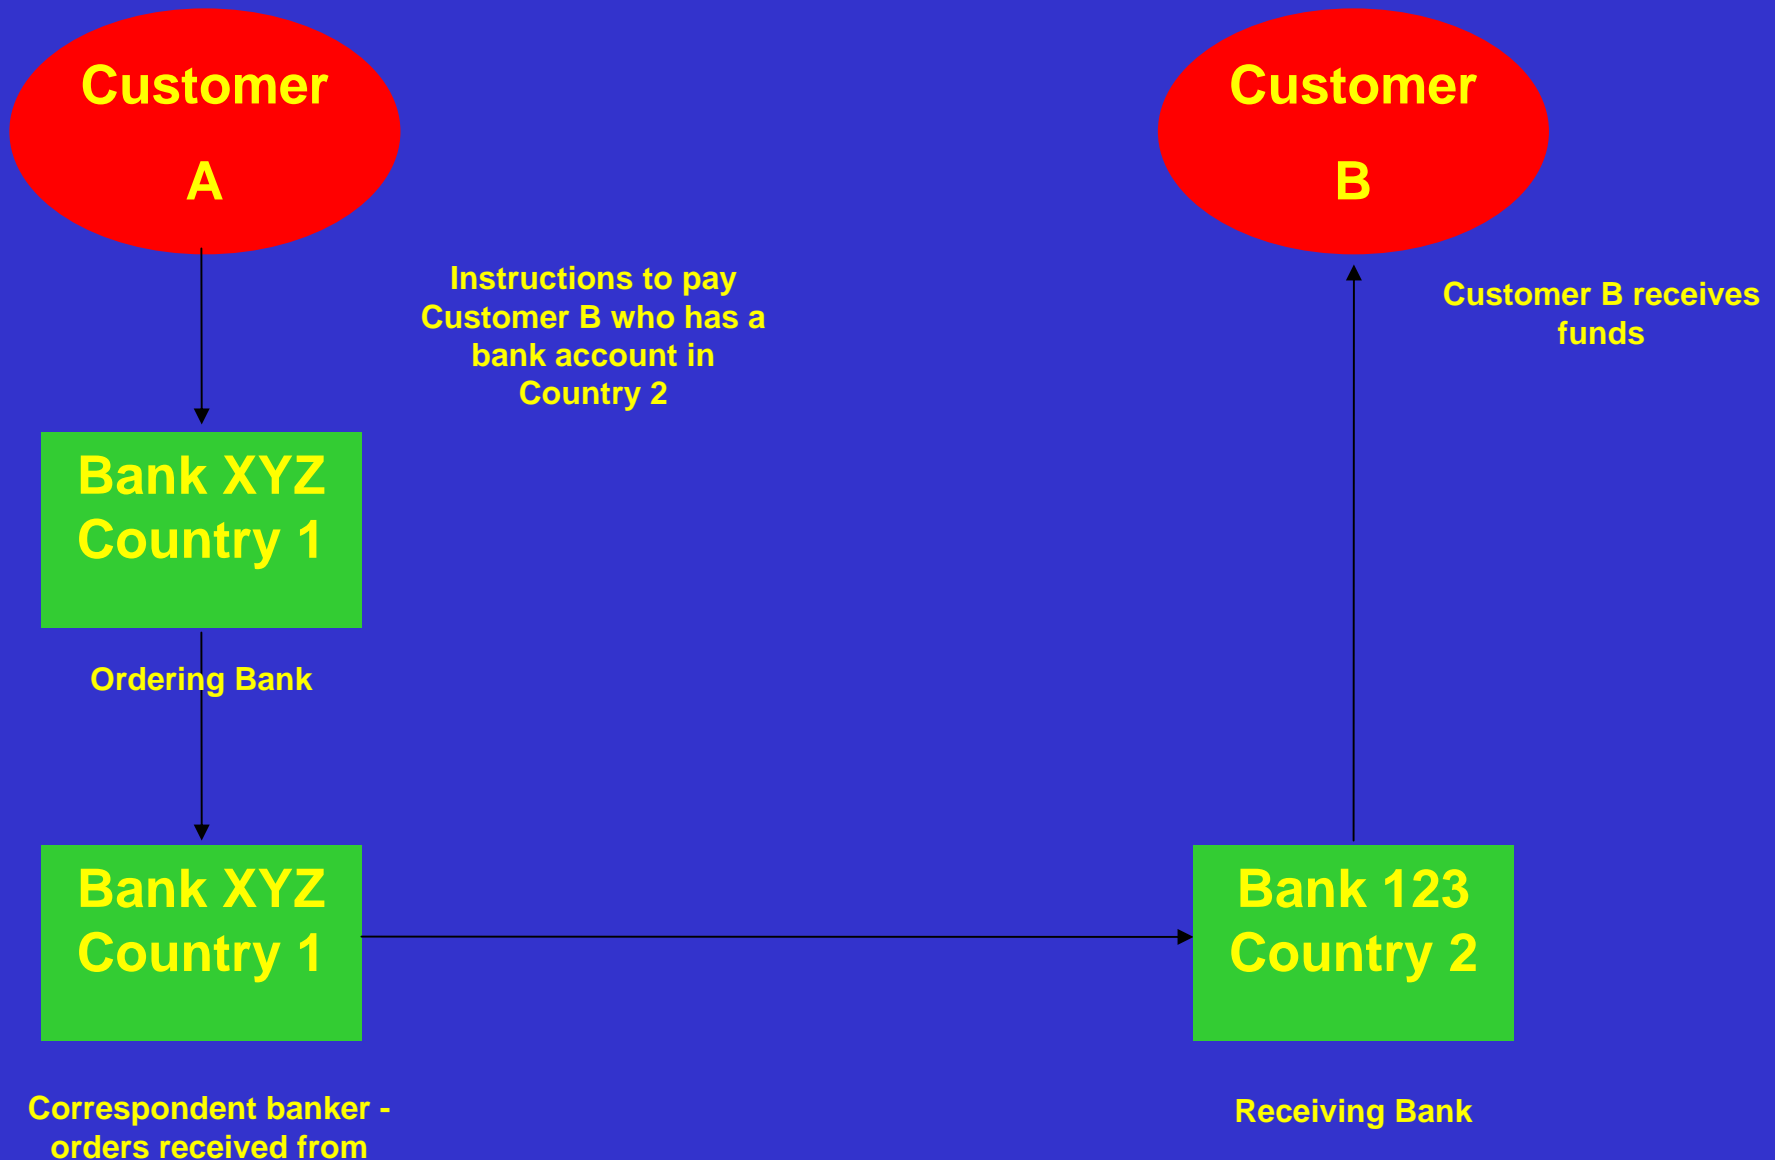 Customer
A
Customer
B
Instructions to pay
Customer B who has a
bank account in
Country 2
Customer B receives
funds
Bank XYZ
Country 1
Ordering Bank
Bank XYZ
Country 1
Bank 123
Country 2
Correspondent banker -
orders received from
Receiving Bank